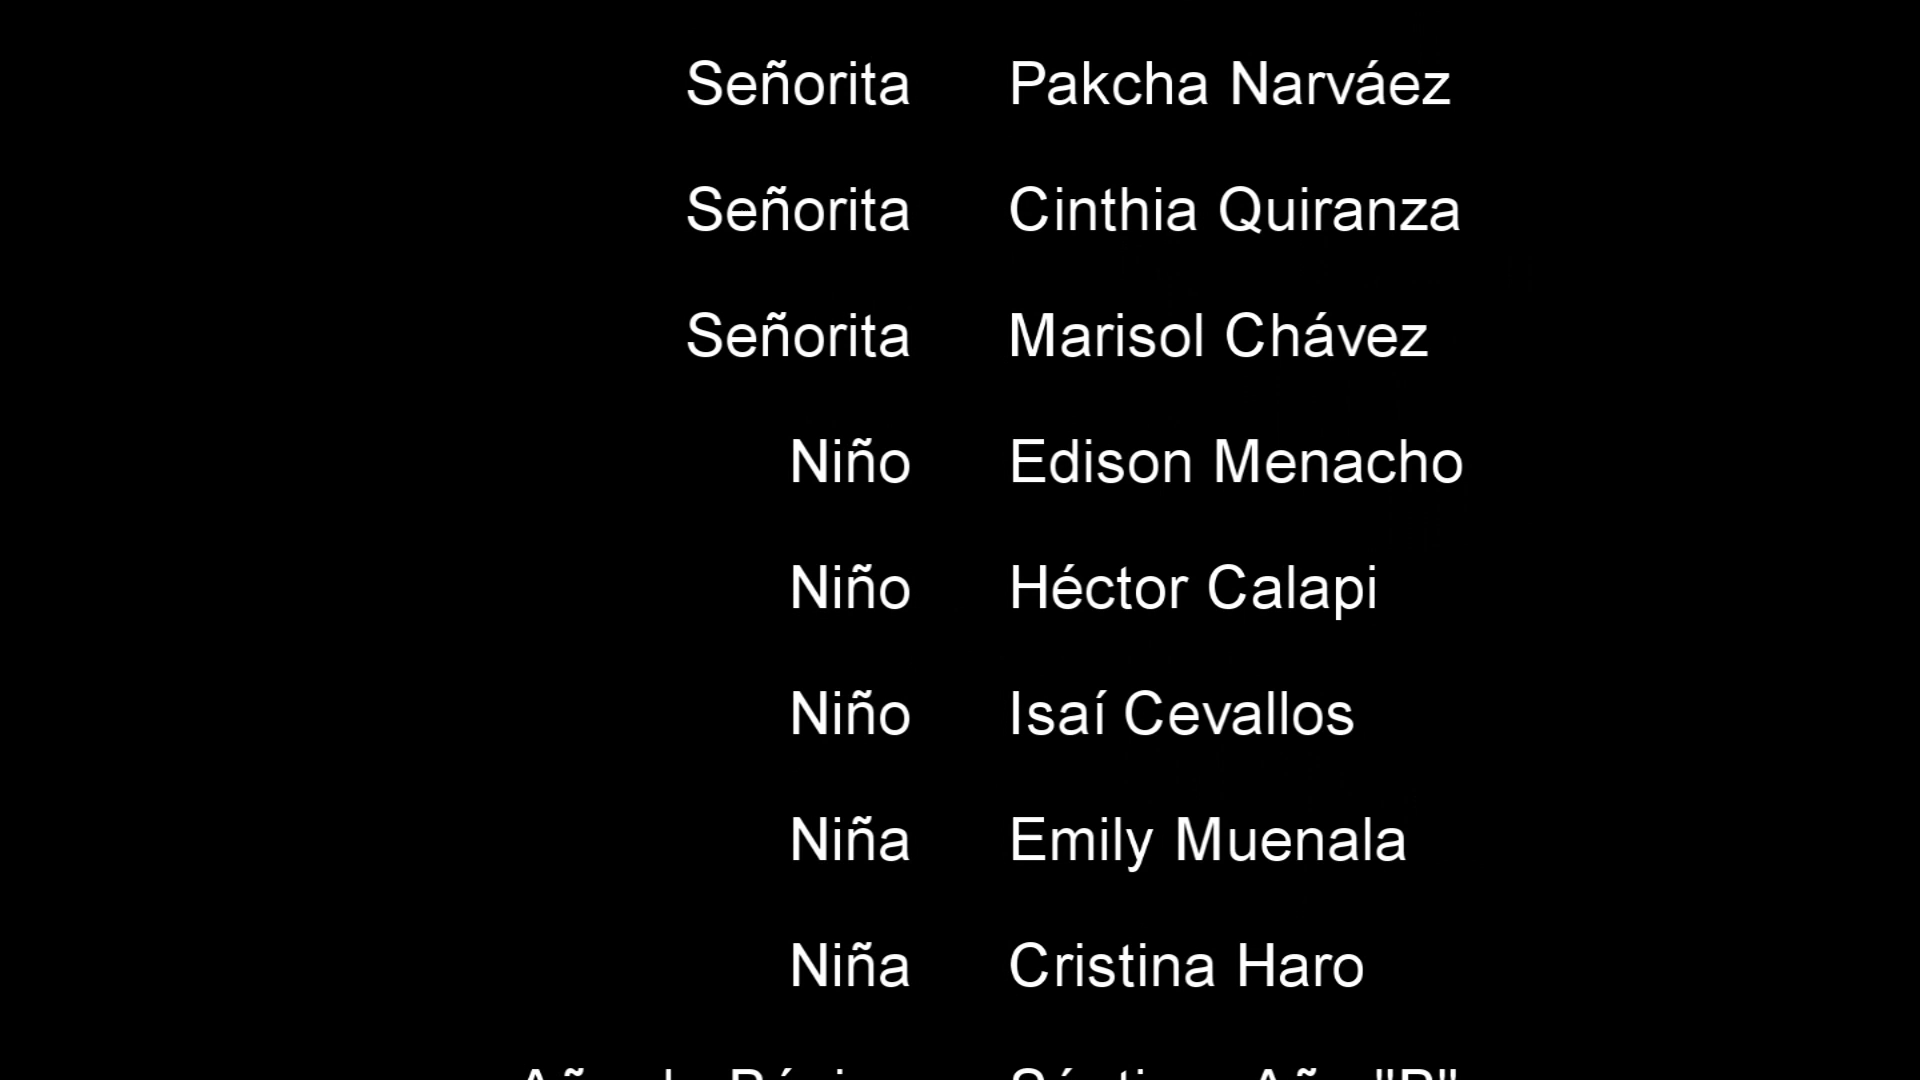 Señorita Pakcha Narváez
Señorita Cinthia Quiranza
Señorita Marisol Chávez
Niño Edison Menacho
Niño Héctor Calapi
Niño Isaí Cevallos
Niña Emily Muenala
Niña Cristina Haro